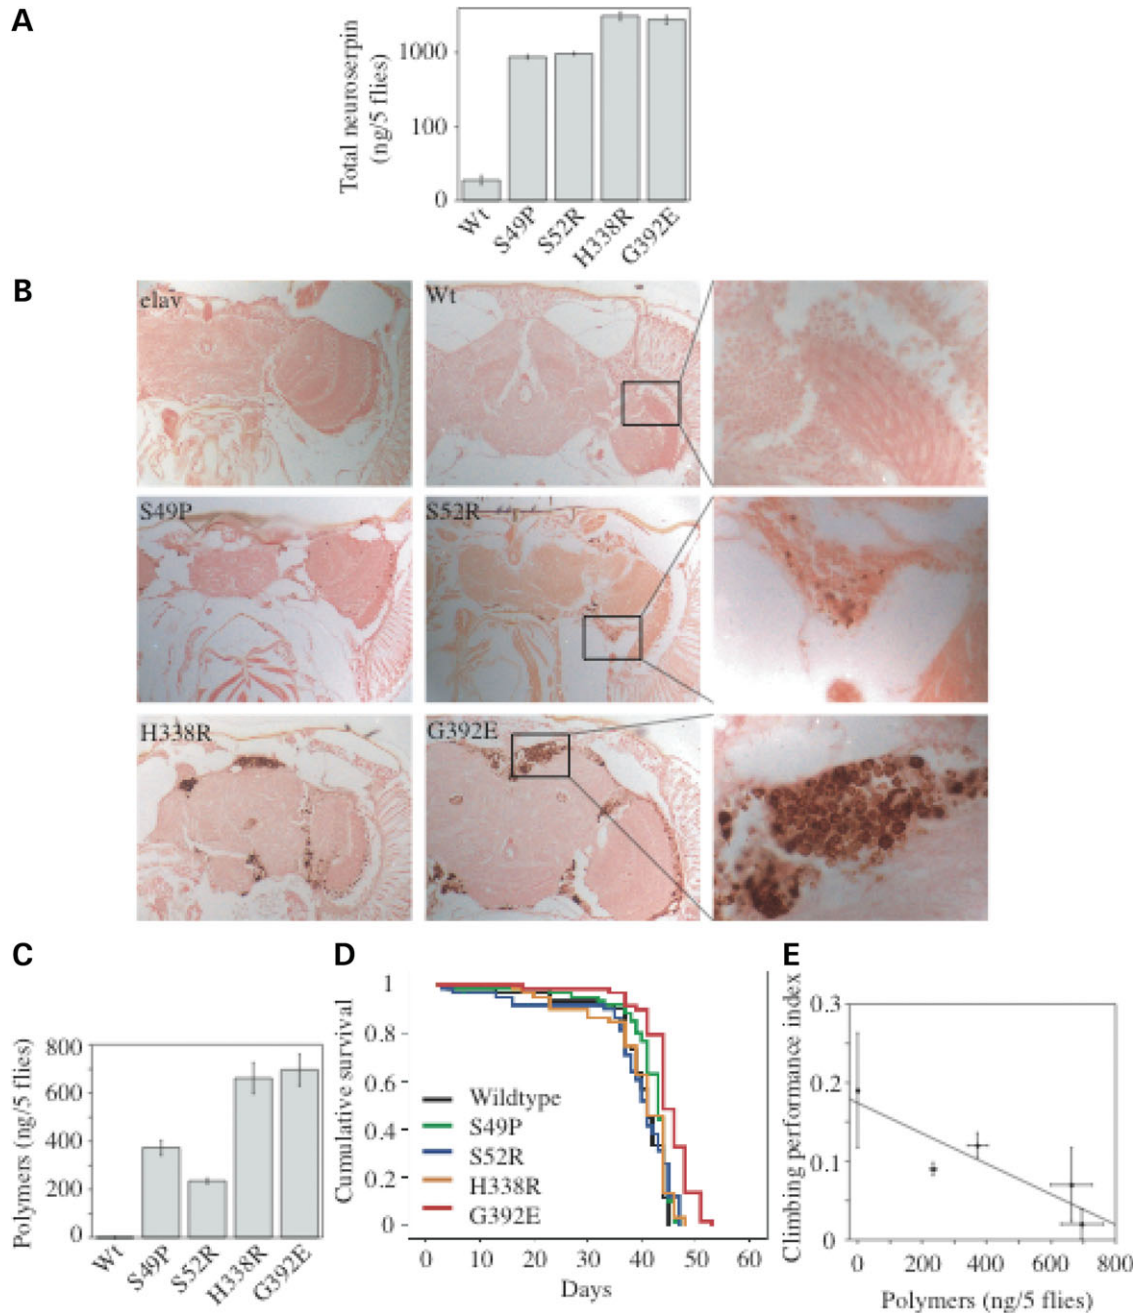 A
Total neuroserpin
(ng/5 flies)
1000
100
0
Wt
S49P
S52R
H338R
G392E
B
elav
Wt
S49P
S52R
H338R
G392E
C
Polymers (ng/5 flies)
800
600
400
200
0
Wt
S49P
S52R
H338R
G392E
D
Cumulative survival
1
0.8
0.6
0.4
0.2
0
Wildtype
S49P
S52R
H338R
G392E
0 10 20 30 40 50 60
Days
E
Climbing performance index
0.3
0.2
0.1
0
0 200 400 600 800
Polymers (ng/5 flies)